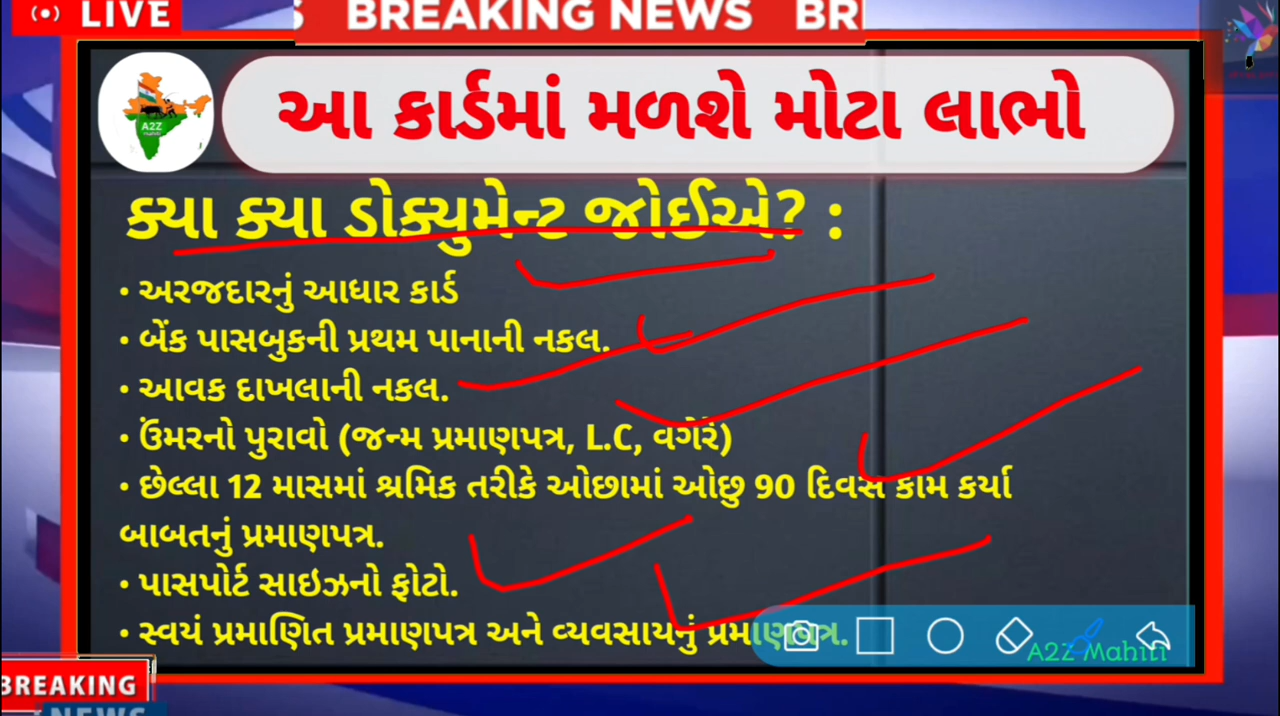 LIVE
BREAKING NEWS
A2Z
આ કાર્ડમાં મળશે મોટા લાભો
ક્યા ક્યા ડોક્યુમેન્ટ જોઈએ? :
• અરજદારનું આધાર કાર્ડ
• બેંક પાસબુકની પ્રથમ પાનાની નકલ.
• આવક દાખલાની નકલ.
• ઉંમરનો પુરાવો (જન્મ પ્રમાણપત્ર, L.C, વગેરે)
• છેલ્લા 12 માસમાં શ્રમિક તરીકે ઓછામાં ઓછુ 90 દિવસ કામ કર્યા
બાબતનું પ્રમાણપત્ર.
• પાસપોર્ટ સાઇઝનો ફોટો.
• સ્વયં પ્રમાણિત પ્રમાણપત્ર અને વ્યવસાયનું પ્રમાણપત્ર.
A2Z Mahiti
BREAKING
NEWS